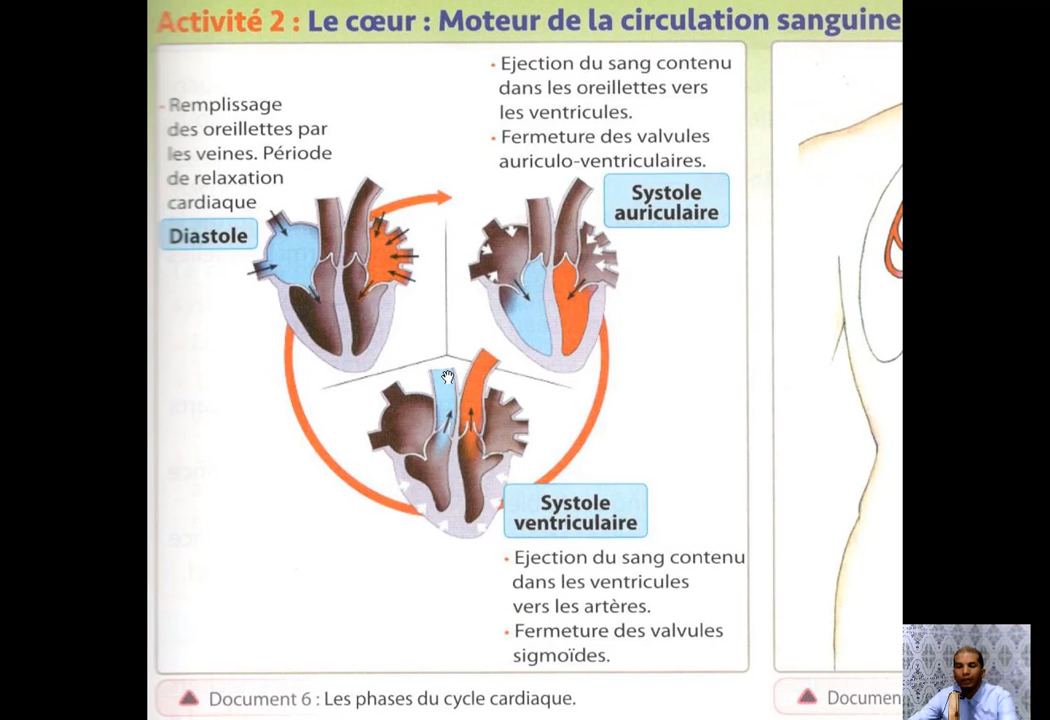 Activité 2 : Le cœur : Moteur de la circulation sanguine
• Ejection du sang contenu
dans les oreillettes vers
les ventricules.
• Fermeture des valvules
auriculo-ventriculaires.
Systole
auriculaire
- Remplissage
des oreillettes par
les veines. Période
de relaxation
cardiaque
Diastole
Systole
ventriculaire
• Ejection du sang contenu
dans les ventricules
vers les artères.
• Fermeture des valvules
sigmoïdes.
Document 6 : Les phases du cycle cardiaque.
Documen